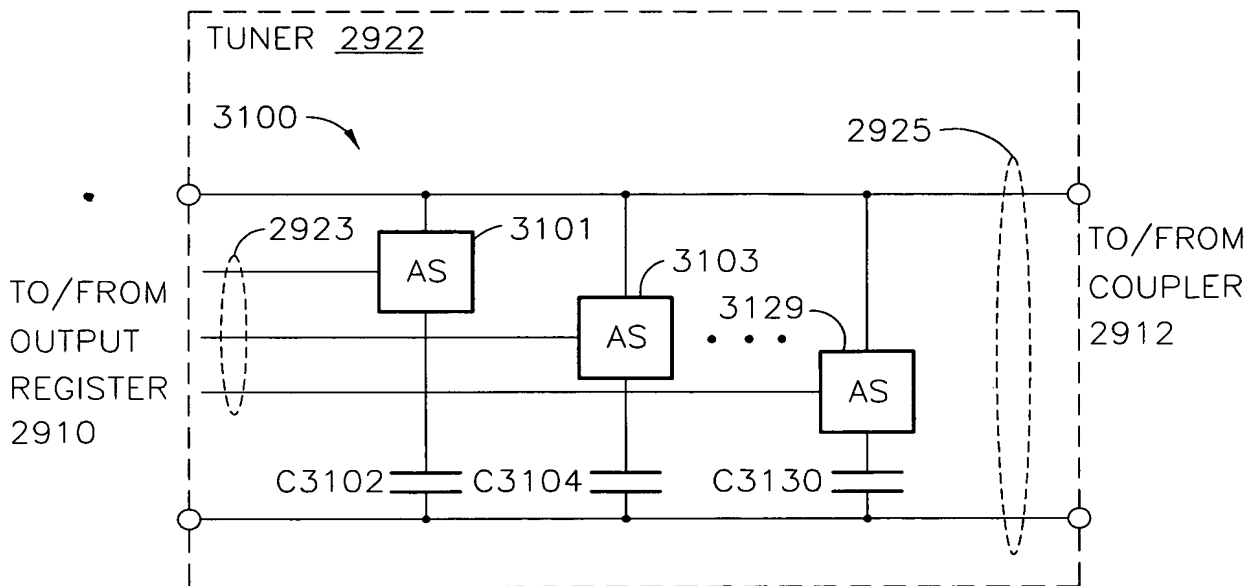 TUNER 2922
3100
2925
2923
3101
AS
3103
AS
3129
AS
TO/FROM
OUTPUT
REGISTER
2910
TO/FROM
COUPLER
2912
C3102
C3104
C3130